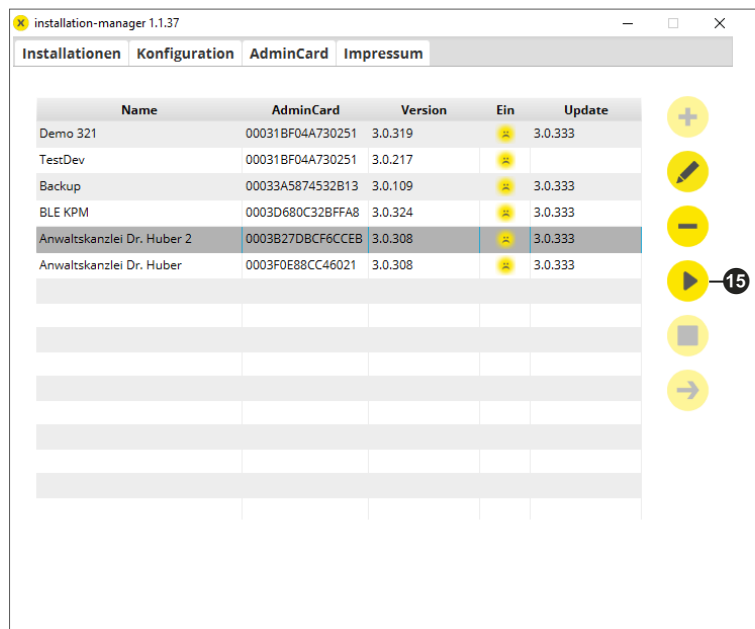 installation-manager 1.1.37
Installationen Konfiguration AdminCard Impressum
Name AdminCard Version Ein Update
Demo 321 00031BF04A730251 3.0.319 3.0.333
TestDev 00031BF04A730251 3.0.217
Backup 00033A5874532B13 3.0.109 3.0.333
BLE KPM 0003D680C32BFFA8 3.0.324 3.0.333
Anwaltskanzlei Dr. Huber 2 0003B27DBCF6CCEB 3.0.308 3.0.333
Anwaltskanzlei Dr. Huber 0003F0E88CC46021 3.0.308 3.0.333
15